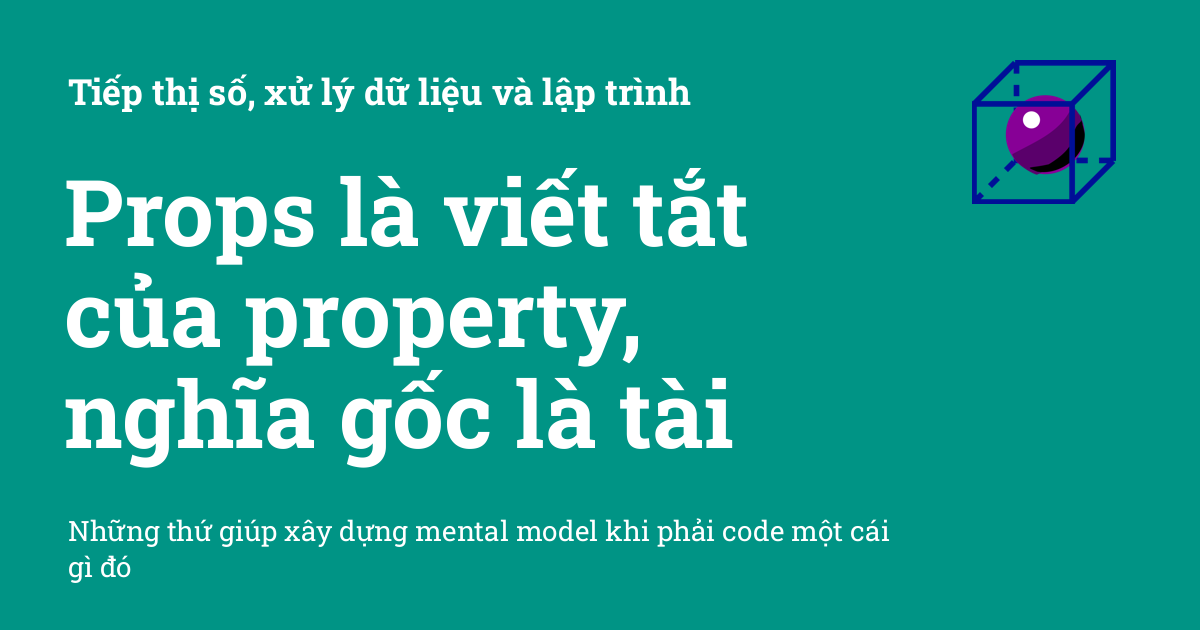 Tiếp thị số, xử lý dữ liệu và lập trình
Props là viết tắt
của property,
nghĩa gốc là tài
Những thứ giúp xây dựng mental model khi phải code một cái
gì đó